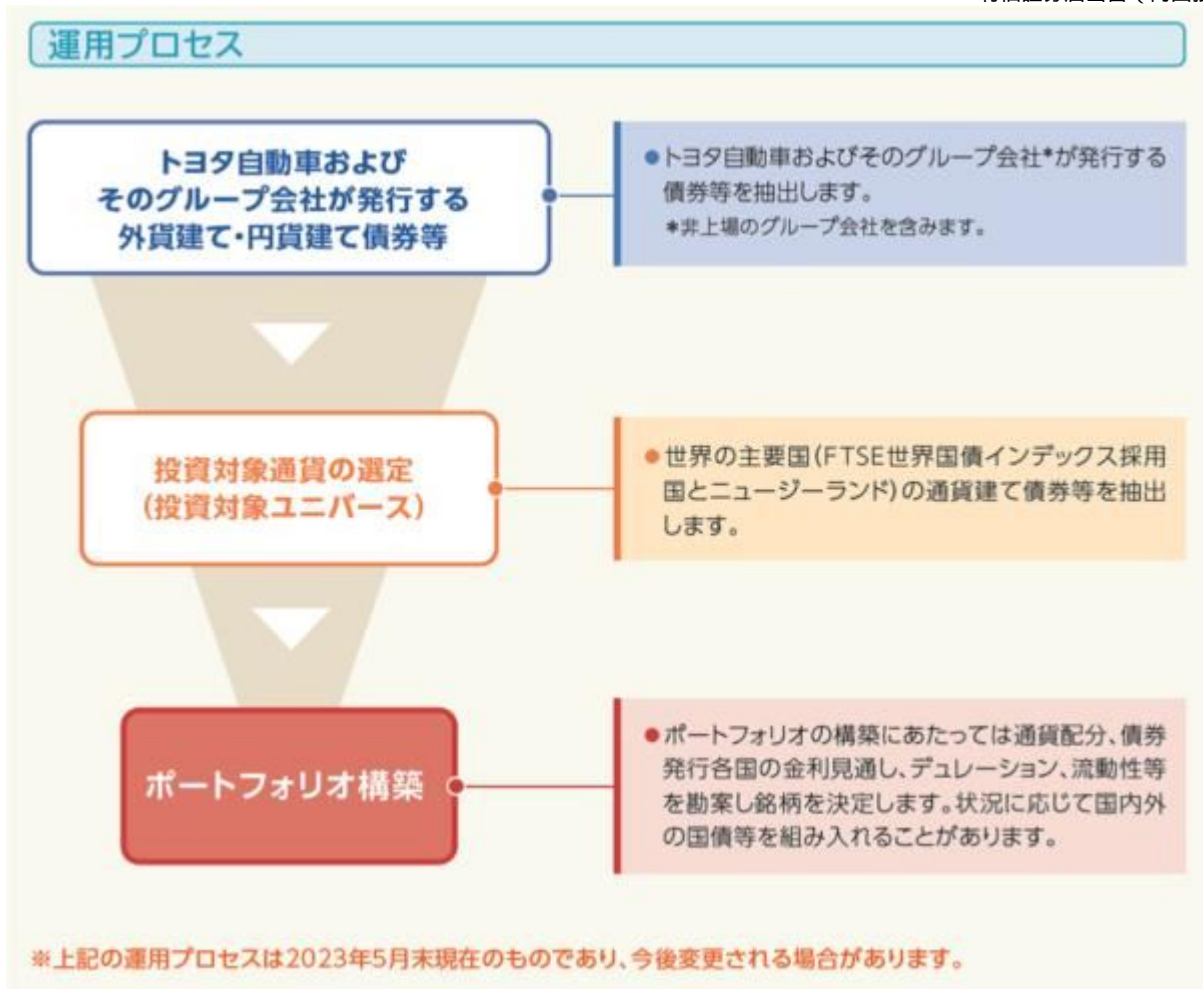 運用プロセス
トヨタ自動車および
そのグループ会社が発行する
外貨建て・円貨建て債券等
●トヨタ自動車およびそのグループ会社*が発行する
債券等を抽出します。
*非上場のグループ会社を含みます。
投資対象通貨の選定
(投資対象ユニバース)
●世界の主要国(FTSE世界国債インデックス採用
国とニュージーランド)の通貨建て債券等を抽出
します。
ポートフォリオ構築
●ポートフォリオの構築にあたっては通貨配分、債券
発行各国の金利見通し、デュレーション、流動性等
を勘案し銘柄を決定します。状況に応じて国内外
の国債等を組み入れることがあります。
※上記の運用プロセスは2023年5月末現在のものであり、今後変更される場合があります。